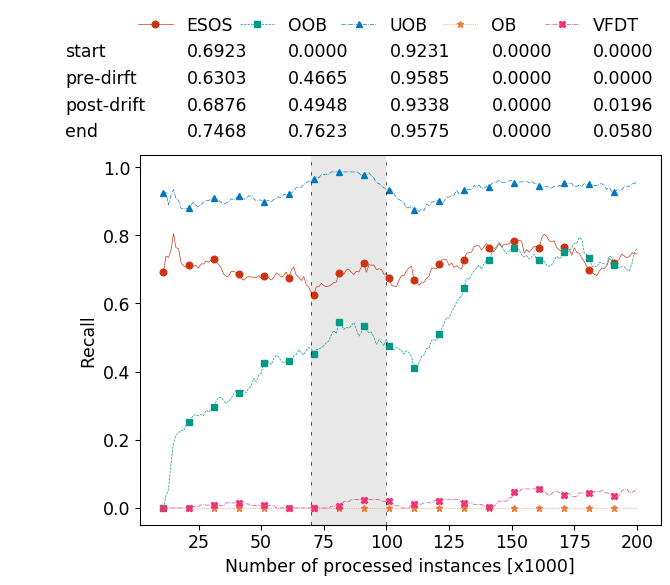 ESOS OOB UOB OB VFDT
start 0.6923 0.0000 0.9231 0.0000 0.0000
pre-dirft 0.6303 0.4665 0.9585 0.0000 0.0000
post-drift 0.6876 0.4948 0.9338 0.0000 0.0196
end 0.7468 0.7623 0.9575 0.0000 0.0580
1.0
0.8
0.6
0.4
0.2
0.0
Recall
25 50 75 100 125 150 175 200
Number of processed instances [x1000]